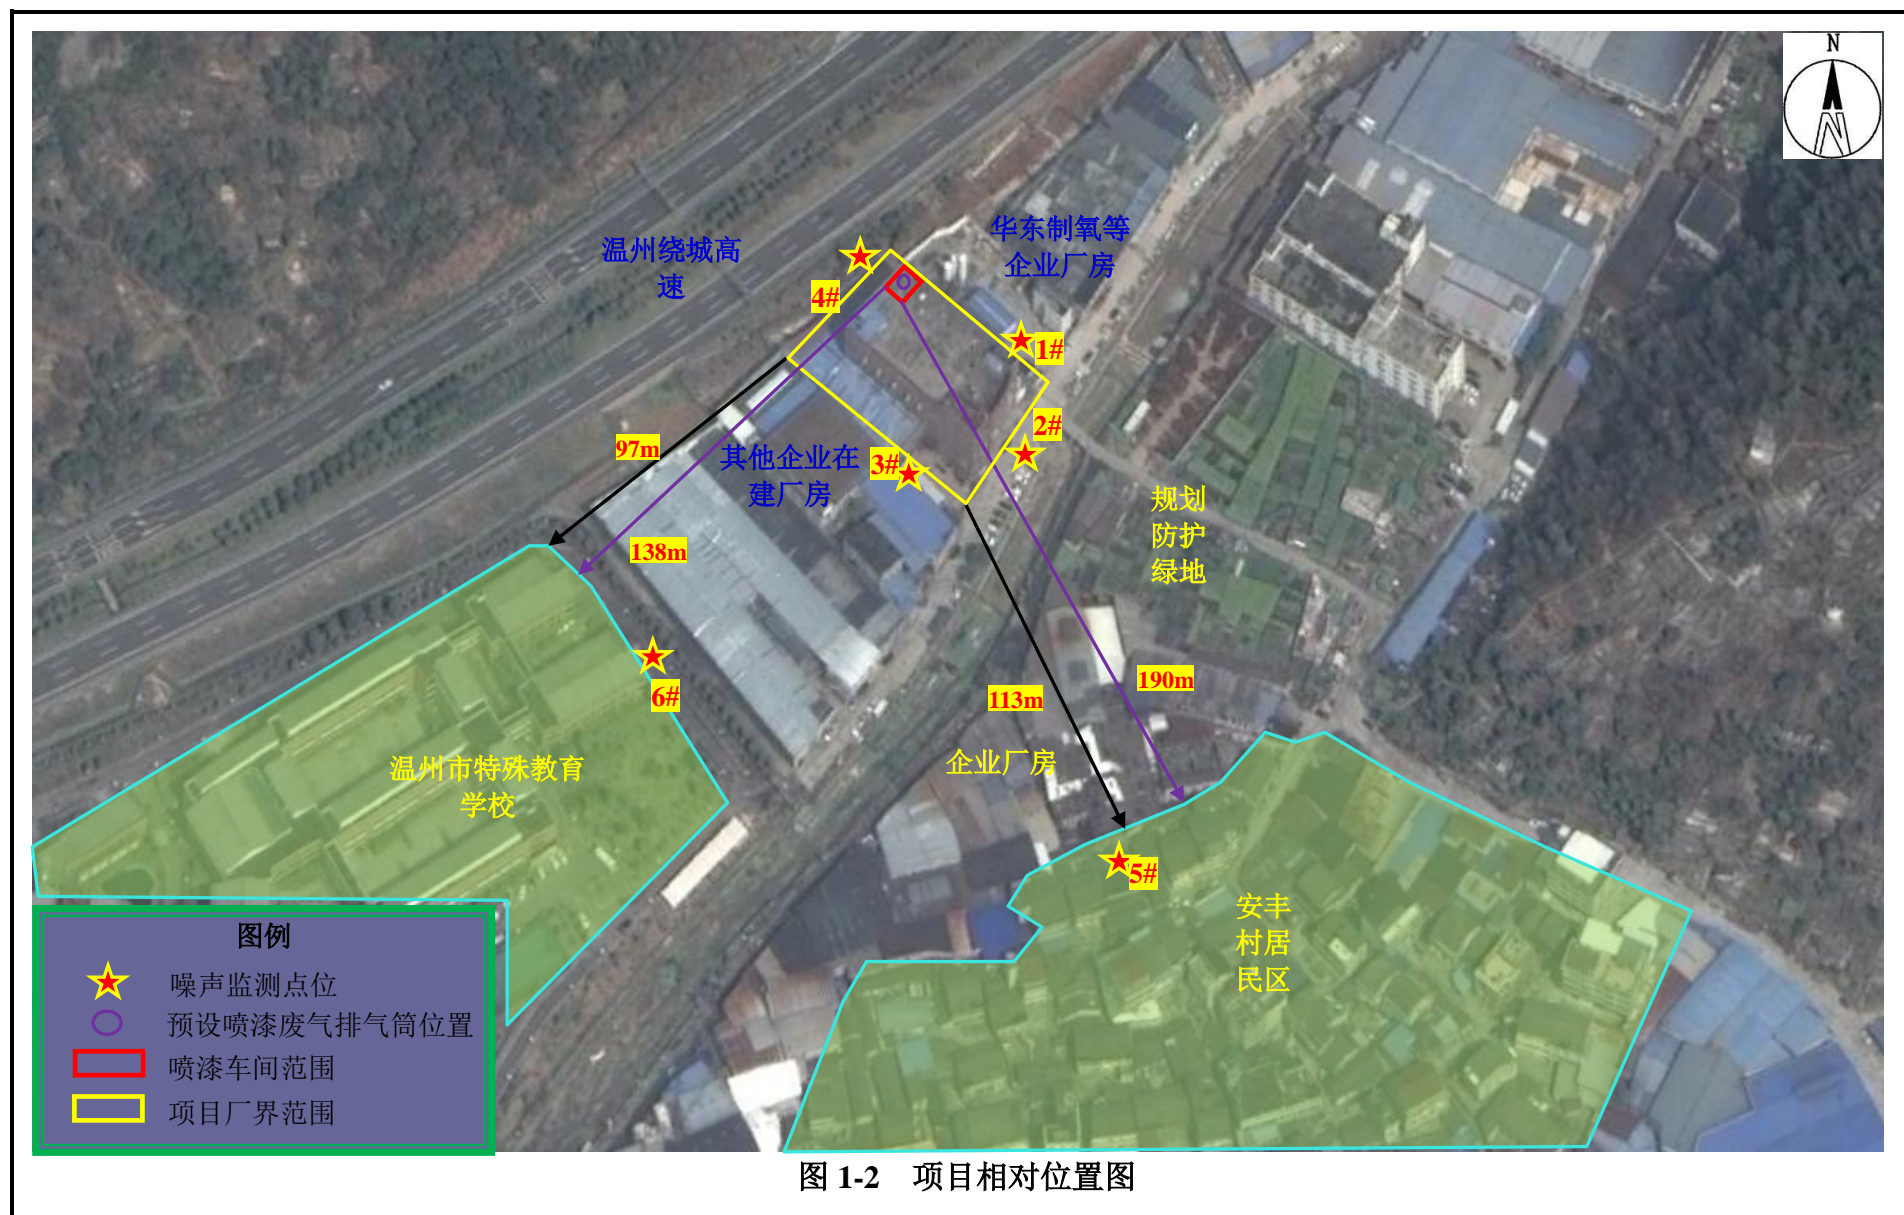 N
温州绕城高
速
华东制氧等
企业厂房
4#
1#
2#
97m
其他企业在
建厂房
3#
138m
规划
防护
绿地
6#
113m
190m
企业厂房
温州市特殊教育
学校
5#
安丰
村居
民区
图例
噪声监测点位
预设喷漆废气排气筒位置
喷漆车间范围
项目厂界范围
图 1-2 项目相对位置图